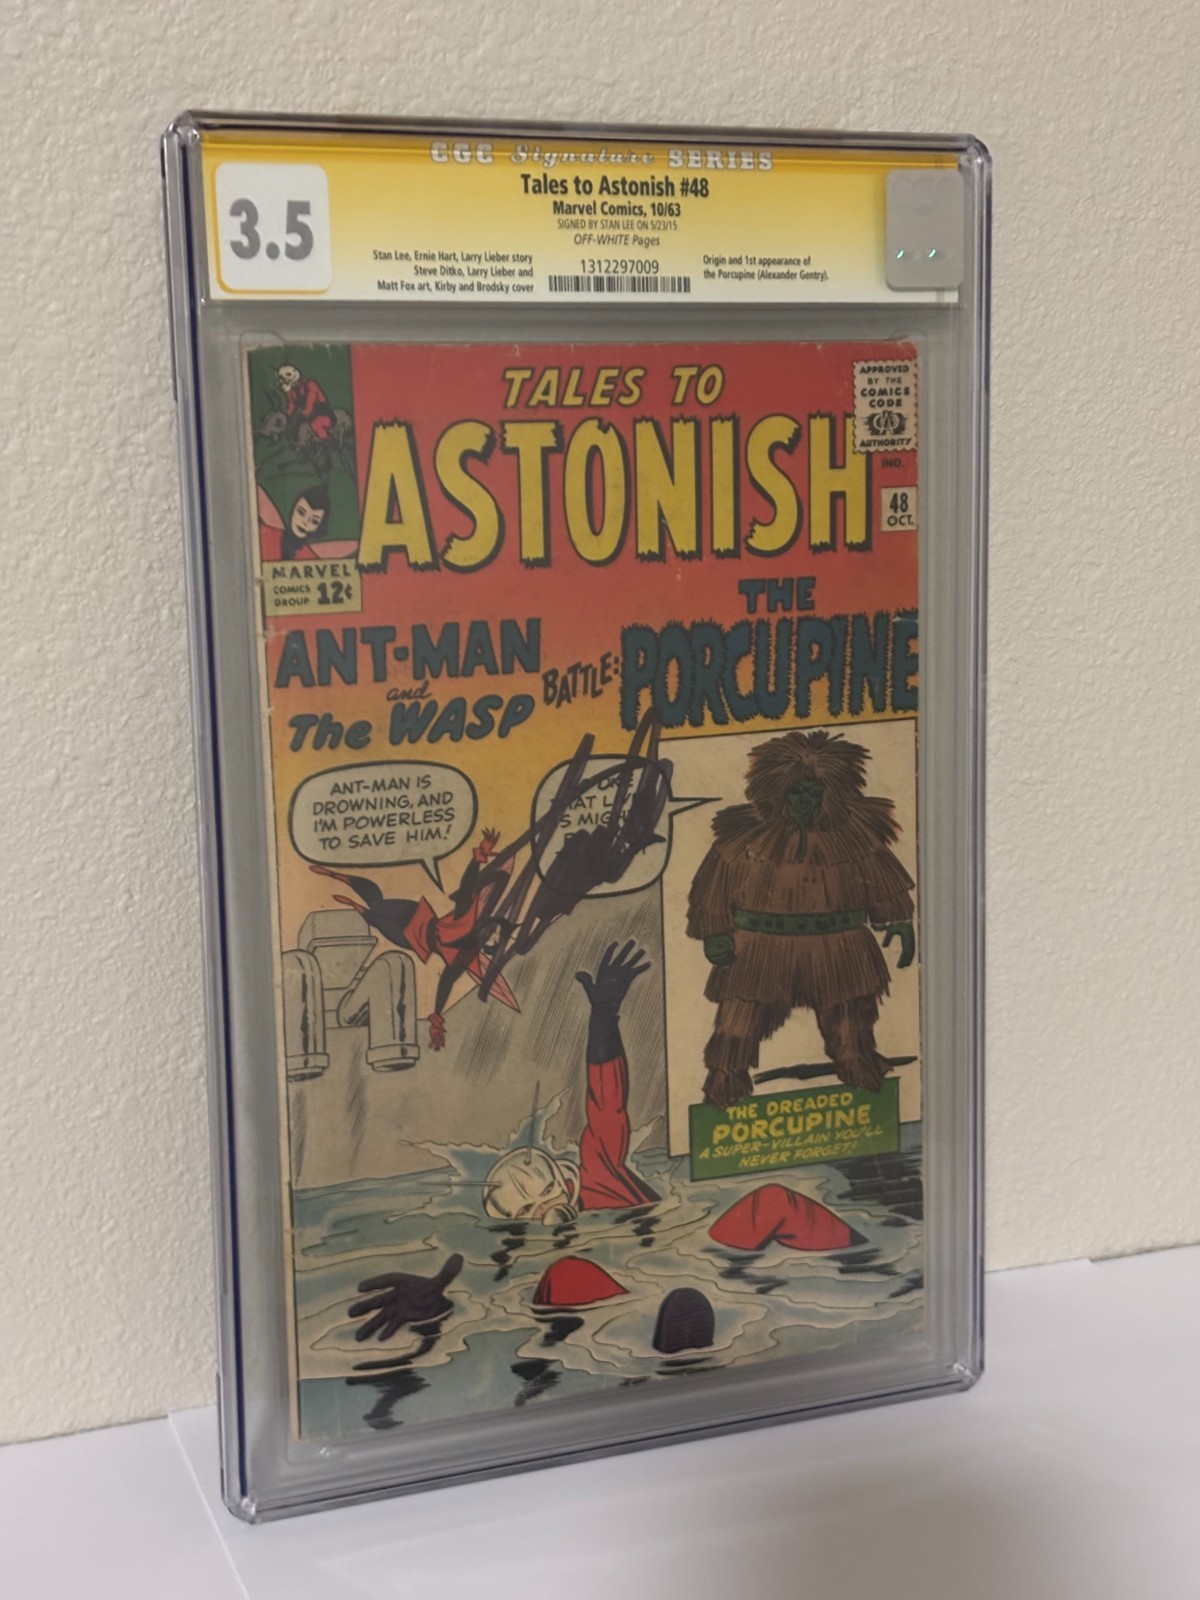 CGC Signature SERIES
3.5
Tales to Astonish #48
Marvel Comics, 10/63
SIGNED BY STAN LEE ON 5/23/15
OFF-WHITE Pages
Stan Lee, Ernie Hart, Larry Lieber story
Steve Ditko, Larry Lieber and
Matt Fox art, Kirby and Brodsky cover
1312297009
Origin and 1st appearance of
the Porcupine (Alexander Gentry).
TALES TO
ASTONISH
APPROVED
BY THE
COMICS
CODE
CA
AUTHORITY
IND.
48
OCT.
MARVEL
COMICS
GROUP 12¢
ANT-MAN
and
The WASP
BATTLE:
THE
PORCUPINE
ANT-MAN IS
DROWNING, AND
I'M POWERLESS
TO SAVE HIM!
THE DREADED
PORCUPINE
A SUPER-VILLAIN YOU'LL
NEVER FORGET!